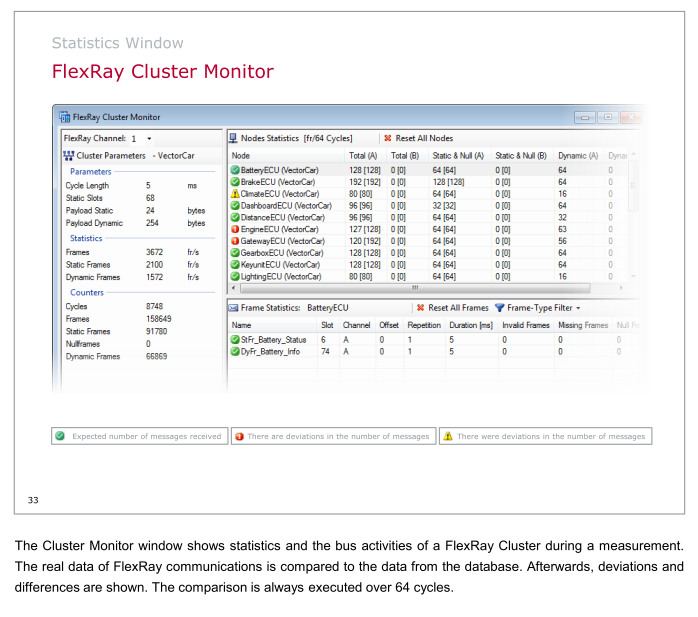 Statistics Window
FlexRay Cluster Monitor
FlexRay Cluster Monitor
FlexRay Channel: 1
Cluster Parameters - VectorCar
Parameters
Cycle Length 5 ms
Static Slots 68
Payload Static 24 bytes
Payload Dynamic 254 bytes
Statistics
Frames 3672 fr/s
Static Frames 2100 fr/s
Dynamic Frames 1572 fr/s
Counters
Cycles 8748
Frames 158649
Static Frames 91780
Nullframes 0
Dynamic Frames 66869
Nodes Statistics [fr/64 Cycles] Reset All Nodes
Node Total (A) Total (B) Static & Null (A) Static & Null (B) Dynamic (A) Dynar
BatteryECU (VectorCar) 128 [128] 0 [0] 64 [64] 0 [0] 64 0
BrakeECU (VectorCar) 192 [192] 0 [0] 128 [128] 0 [0] 64 0
ClimateECU (VectorCar) 80 [80] 0 [0] 64 [64] 0 [0] 16 0
DashboardECU (VectorCar) 96 [96] 0 [0] 32 [32] 0 [0] 64 0
DistanceECU (VectorCar) 96 [96] 0 [0] 64 [64] 0 [0] 32 0
EngineECU (VectorCar) 127 [128] 0 [0] 64 [64] 0 [0] 63 0
GatewayECU (VectorCar) 120 [192] 0 [0] 64 [64] 0 [0] 56 0
GearboxECU (VectorCar) 128 [128] 0 [0] 64 [64] 0 [0] 64 0
KeyunitECU (VectorCar) 128 [128] 0 [0] 64 [64] 0 [0] 64 0
LightingECU (VectorCar) 80 [80] 0 [0] 64 [64] 0 [0] 16 0
Frame Statistics: BatteryECU Reset All Frames Frame-Type Filter
Name Slot Channel Offset Repetition Duration [ms] Invalid Frames Missing Frames Null
StFr_Battery_Status 6 A 0 1 5 0 0 0
DyFr_Battery_Info 74 A 0 1 5 0 0 0
Expected number of messages received
There are deviations in the number of messages
There were deviations in the number of messages
33
The Cluster Monitor window shows statistics and the bus activities of a FlexRay Cluster during a measurement.
The real data of FlexRay communications is compared to the data from the database. Afterwards, deviations and
differences are shown. The comparison is always executed over 64 cycles.